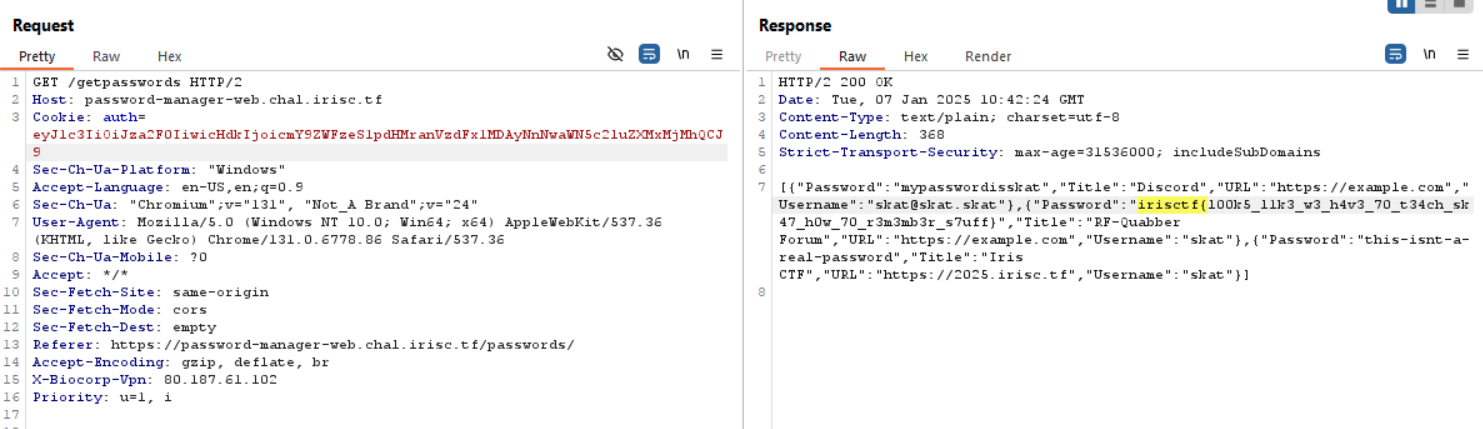 Request
Pretty Raw Hex
\n
1 GET /getpasswords HTTP/2
2 Host: password-manager-web.chal.irisc.tf
3 Cookie: auth=
eyJ1c3IiOiJza2F0IiwicHdkIjoicmY9ZWFzeS1pdHMranVzdFx1MDAyNnNwaWN5c2luZXMxMjMhQCJ
9
4 Sec-Ch-Ua-Platform: "Windows"
5 Accept-Language: en-US,en;q=0.9
6 Sec-Ch-Ua: "Chromium";v="131", "Not_A Brand";v="24"
7 User-Agent: Mozilla/5.0 (Windows NT 10.0; Win64; x64) AppleWebKit/537.36
(KHTML, like Gecko) Chrome/131.0.6778.86 Safari/537.36
8 Sec-Ch-Ua-Mobile: ?0
9 Accept: */*
10 Sec-Fetch-Site: same-origin
11 Sec-Fetch-Mode: cors
12 Sec-Fetch-Dest: empty
13 Referer: https://password-manager-web.chal.irisc.tf/passwords/
14 Accept-Encoding: gzip, deflate, br
15 X-Biocorp-Vpn: 80.187.61.102
16 Priority: u=1, i
17
Response
Pretty Raw Hex Render
\n
1 HTTP/2 200 OK
2 Date: Tue, 07 Jan 2025 10:42:24 GMT
3 Content-Type: text/plain; charset=utf-8
4 Content-Length: 368
5 Strict-Transport-Security: max-age=31536000; includeSubDomains
6
7 [{"Password":"mypasswordisskat","Title":"Discord","URL":"https://example.com","
Username":"skat@skat.skat"},{"Password":"irisctf{l00k5_l1k3_w3_h4v3_70_t34ch_sk
47_h0w_70_r3m3mb3r_s7uff}","Title":"RF-Quabber
Forum","URL":"https://example.com","Username":"skat"},{"Password":"this-isnt-a-
real-password","Title":"Iris
CTF","URL":"https://2025.irisc.tf","Username":"skat"}]
8